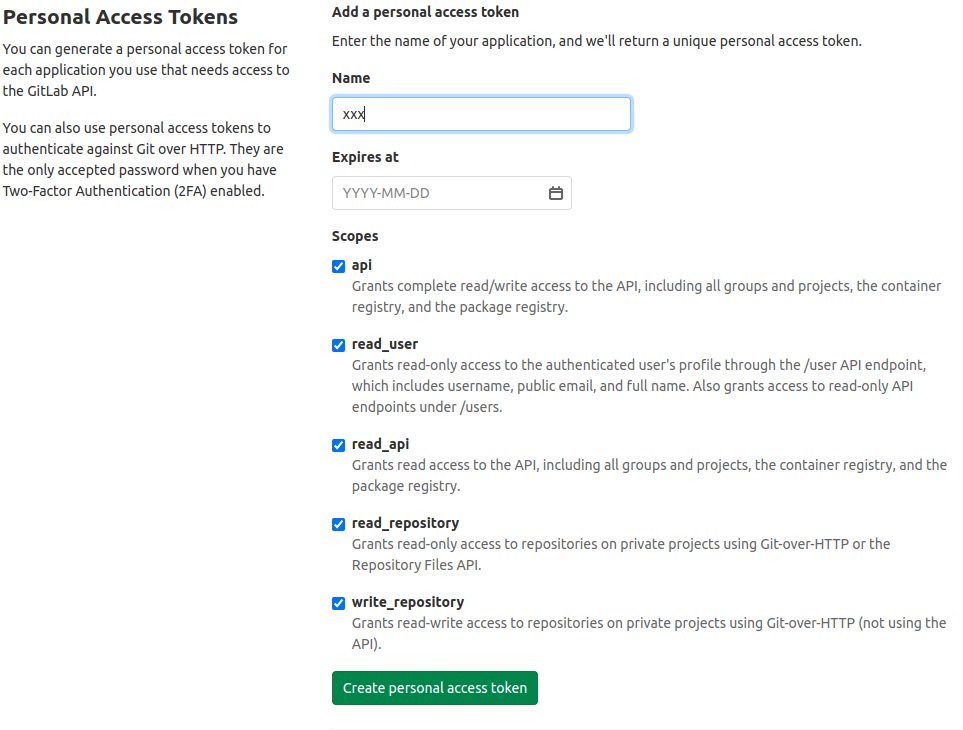 Personal Access Tokens
You can generate a personal access token for
each application you use that needs access to
the GitLab API.
You can also use personal access tokens to
authenticate against Git over HTTP. They are
the only accepted password when you have
Two-Factor Authentication (2FA) enabled.
Add a personal access token
Enter the name of your application, and we'll return a unique personal access token.
Name
xxx
Expires at
YYYY-MM-DD
Scopes
api
Grants complete read/write access to the API, including all groups and projects, the container
registry, and the package registry.
read_user
Grants read-only access to the authenticated user's profile through the /user API endpoint,
which includes username, public email, and full name. Also grants access to read-only API
endpoints under /users.
read_api
Grants read access to the API, including all groups and projects, the container registry, and the
package registry.
read_repository
Grants read-only access to repositories on private projects using Git-over-HTTP or the
Repository Files API.
write_repository
Grants read-write access to repositories on private projects using Git-over-HTTP (not using the
API).
Create personal access token